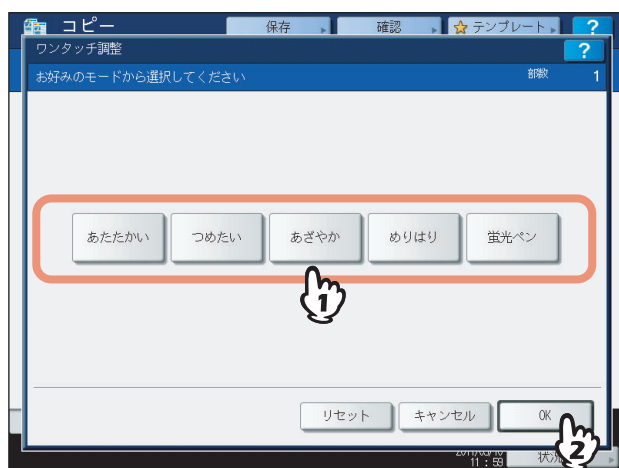 コピー
保存
確認
テンプレート
?
ワンタッチ調整
?
お好みのモードから選択してください
部数
1
あたたかい
つめたい
あざやか
めりはり
蛍光ペン
1
リセット
キャンセル
OK
2
11:59